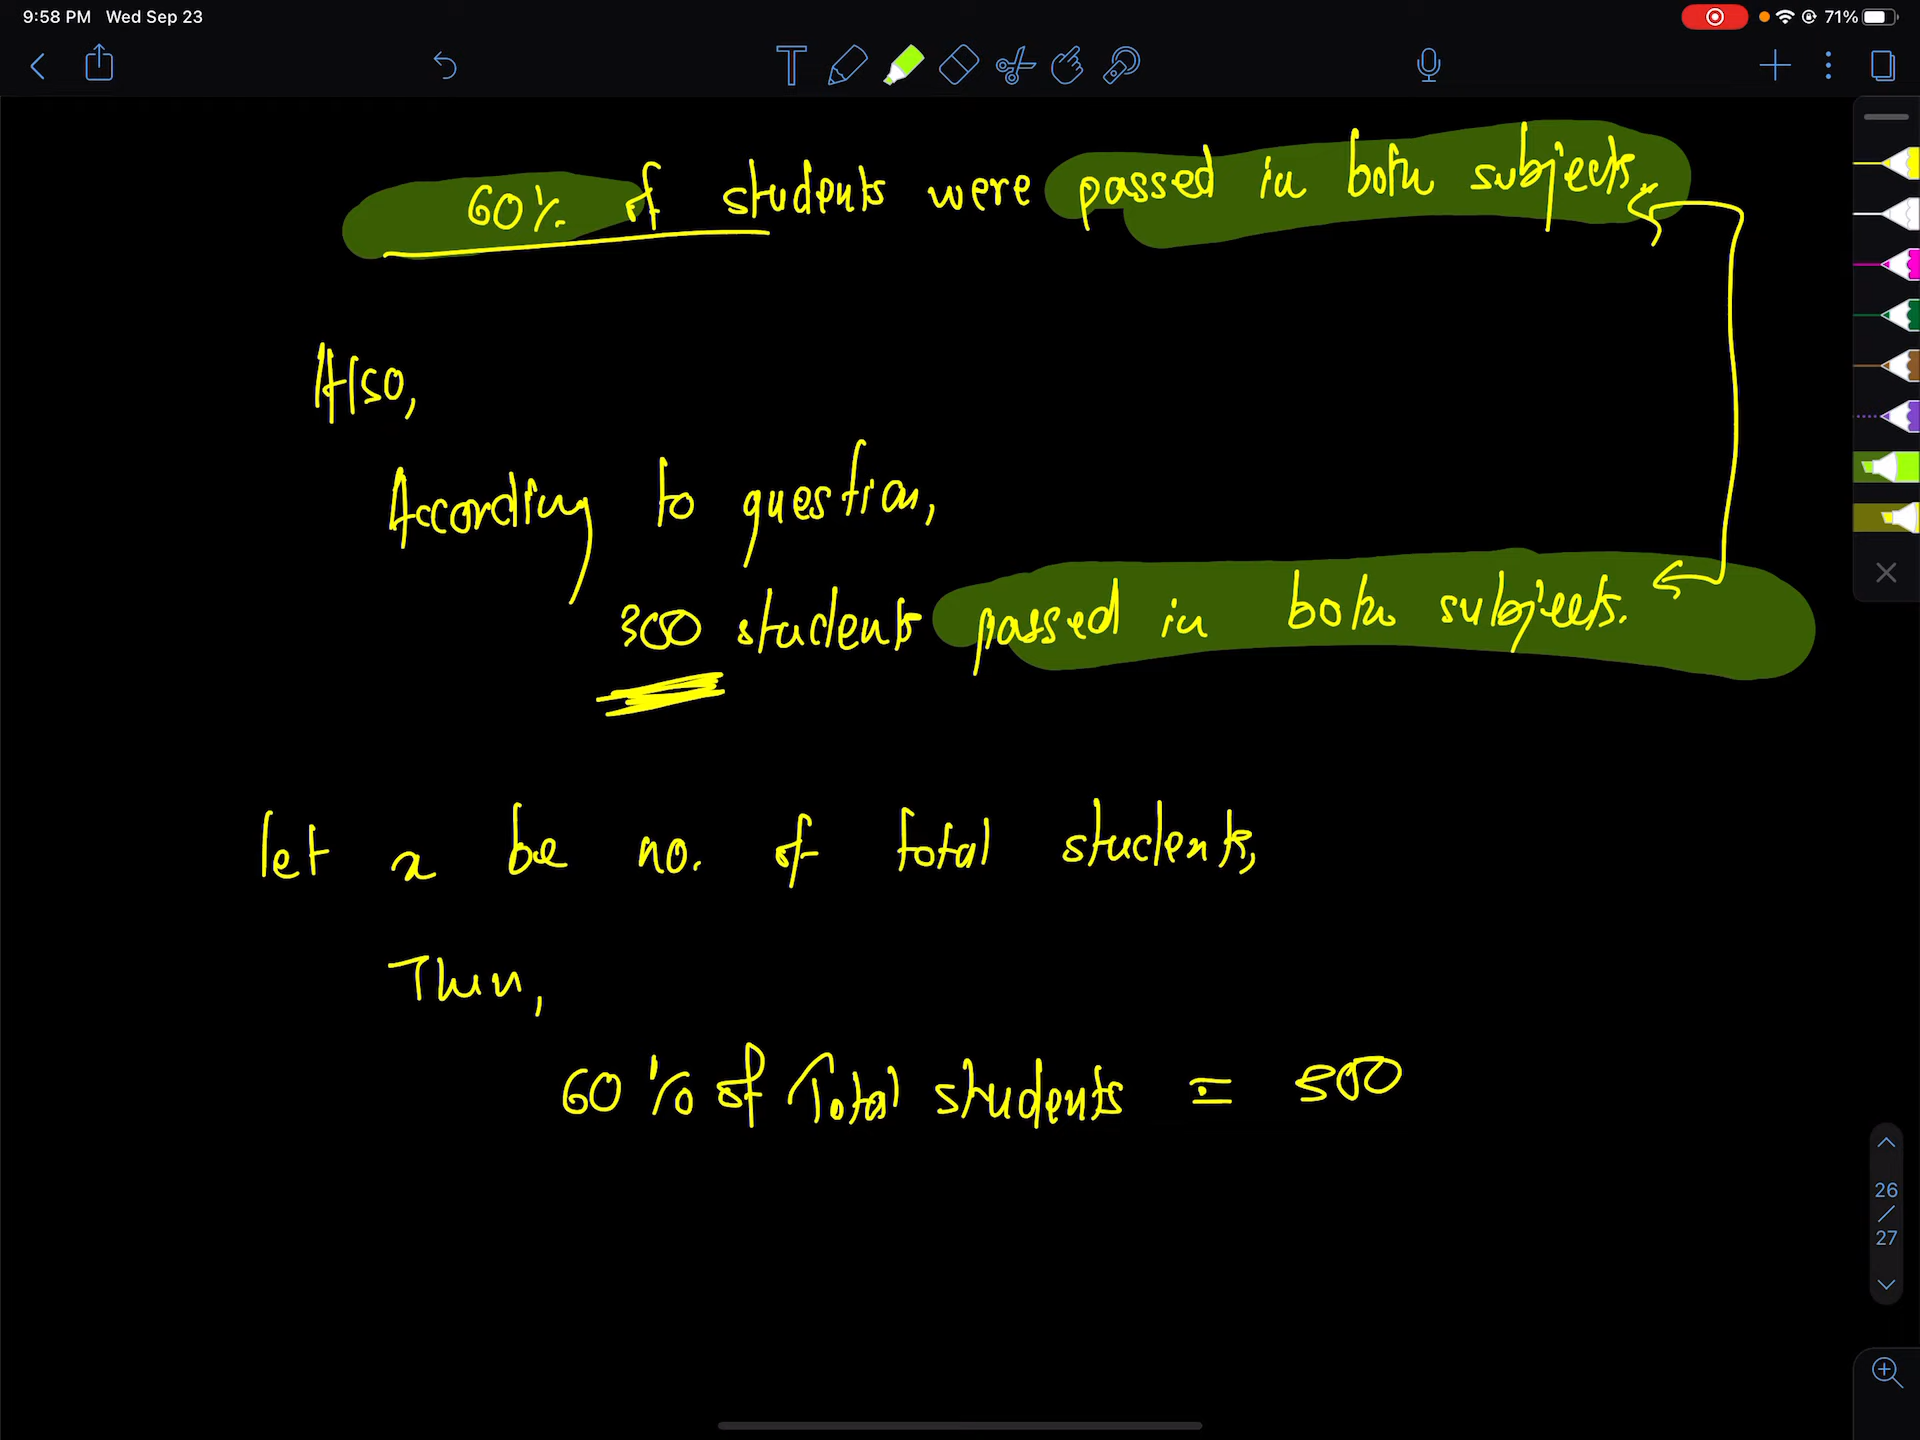 9:58 PM Wed Sep 23
71%
60% of students were passed in both subjects.
Also,
According to question,
300 students passed in both subjects.
let x be no. of total students,
Then,
60% of Total students = 300
26
/
27